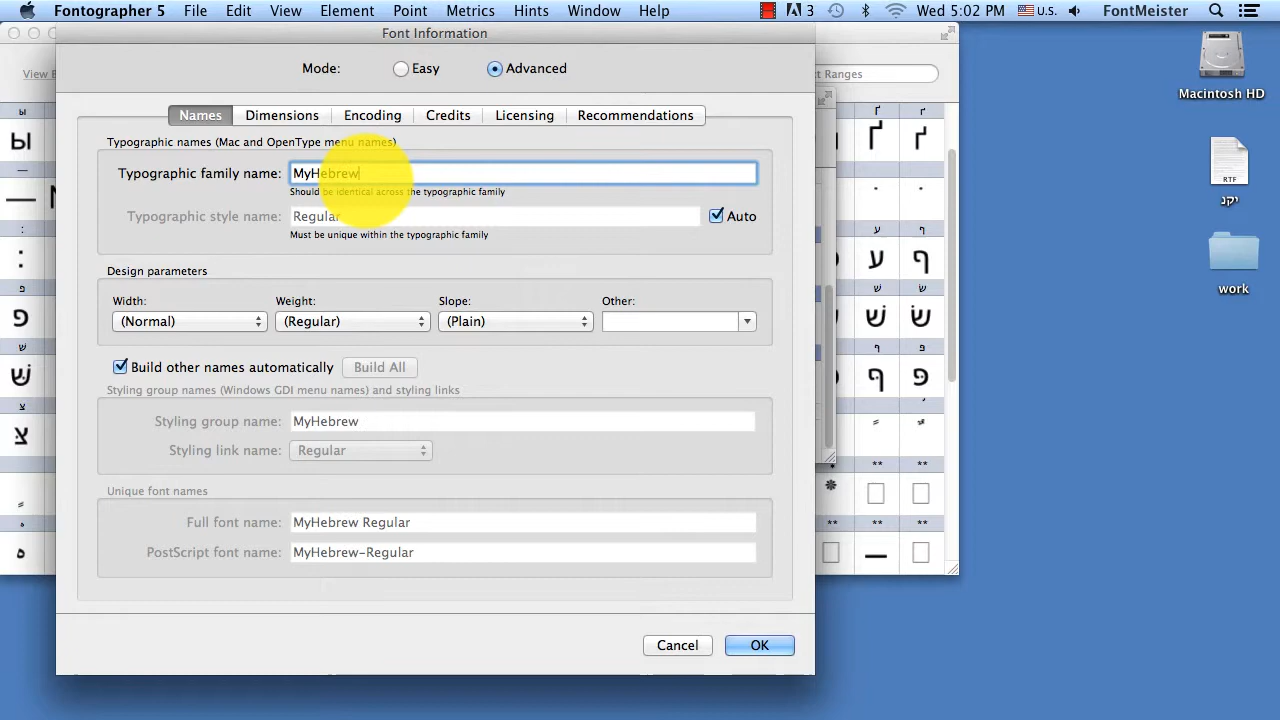 Fontographer 5 File Edit View Element Point Metrics Hints Window Help 3 U.S. Wed 5:02 PM FontMeister
Font Information
Mode: Easy Advanced
Names Dimensions Encoding Credits Licensing Recommendations
Typographic names (Mac and OpenType menu names)
Typographic family name: MyHebrew
Should be identical across the typographic family
Typographic style name: Regular Auto
Must be unique within the typographic family
Design parameters
Width: Weight: Slope: Other:
(Normal) (Regular) (Plain)
Build other names automatically Build All
Styling group names (Windows GDI menu names) and styling links
Styling group name: MyHebrew
Styling link name: Regular
Unique font names
Full font name: MyHebrew Regular
PostScript font name: MyHebrew-Regular
Cancel OK
Ranges
Macintosh HD
RTF
יקנ
work